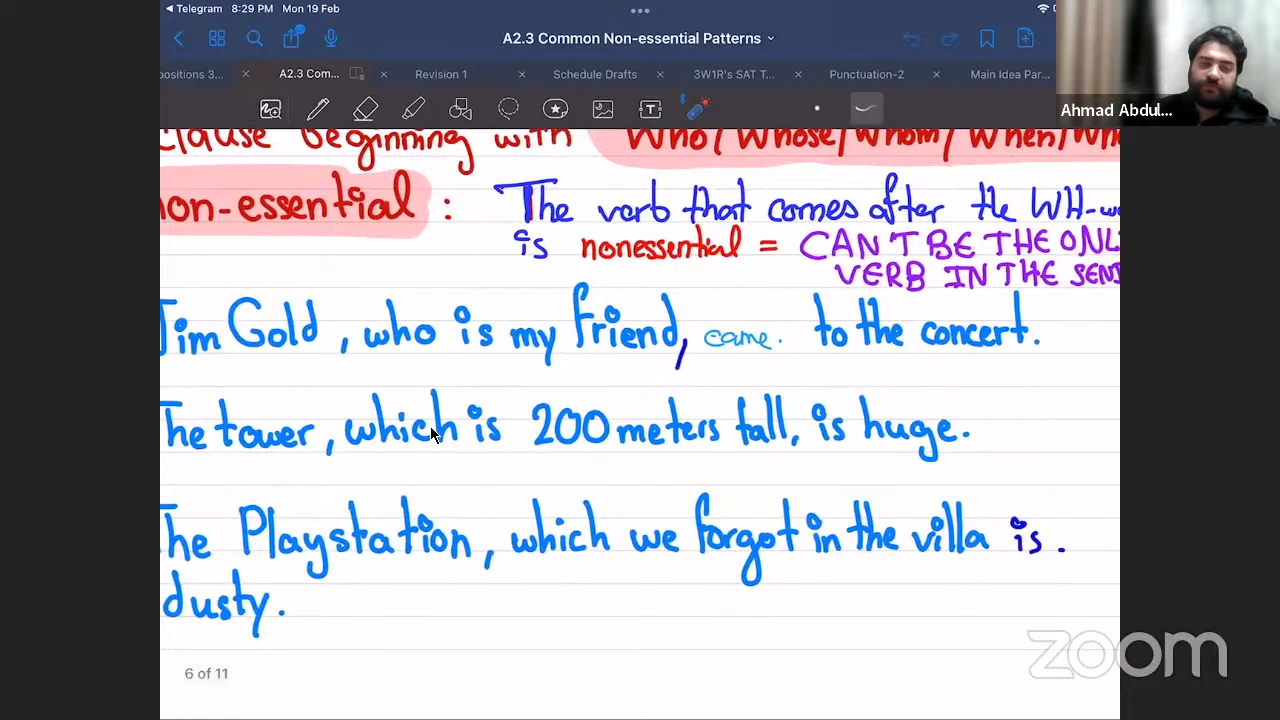 Telegram 8:29 PM Mon 19 Feb
A2.3 Common Non-essential Patterns
ositions 3... A2.3 Com... Revision 1 Schedule Drafts 3W1R's SAT T... Punctuation-2 Main Idea Par...
Ahmad Abdul...
Clause beginning with Who/Whose/Whom/When/Whe
non-essential : The verb that comes after the WH-w
is nonessential = CAN'T BE THE ONL
VERB IN THE SEN
Jim Gold, who is my friend, came. to the concert.
The tower, which is 200 meters tall, is huge.
The Playstation, which we forgot in the villa is.
dusty.
6 of 11
zoom